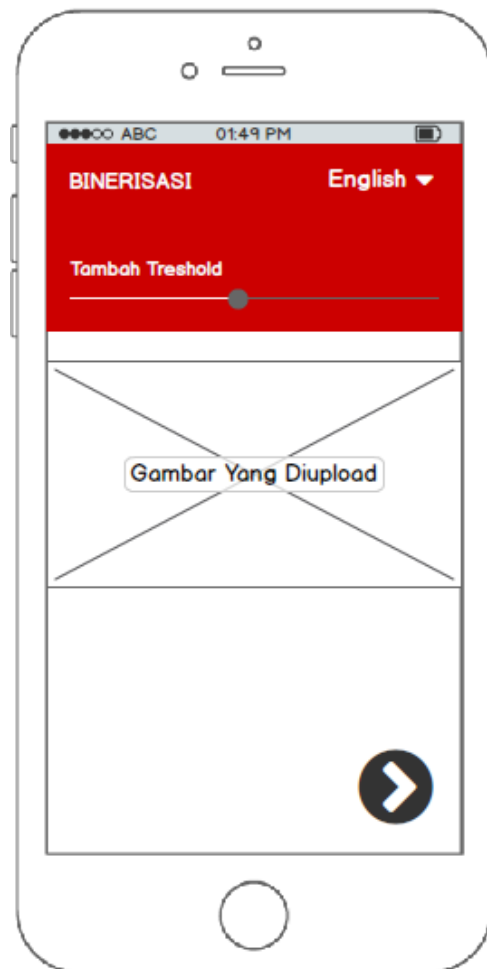 ABC 01:49 PM
BINERISASI English
Tambah Treshold
Gambar Yang Diupload